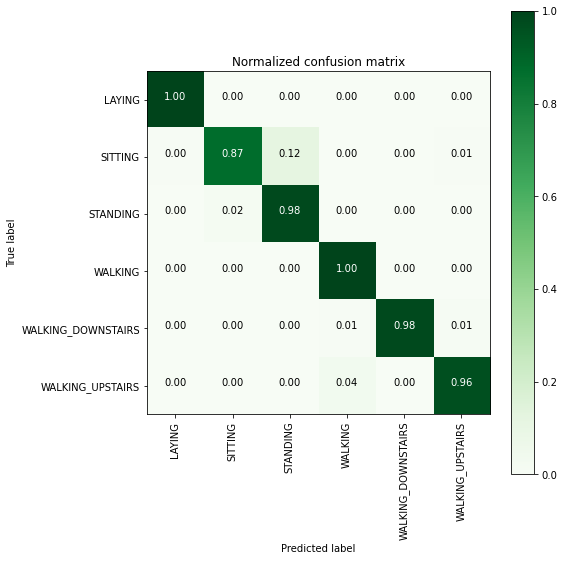 Normalized confusion matrix
True label
LAYING 1.00 0.00 0.00 0.00 0.00 0.00
SITTING 0.00 0.87 0.12 0.00 0.00 0.01
STANDING 0.00 0.02 0.98 0.00 0.00 0.00
WALKING 0.00 0.00 0.00 1.00 0.00 0.00
WALKING_DOWNSTAIRS 0.00 0.00 0.00 0.01 0.98 0.01
WALKING_UPSTAIRS 0.00 0.00 0.00 0.04 0.00 0.96
LAYING
SITTING
STANDING
WALKING
WALKING_DOWNSTAIRS
WALKING_UPSTAIRS
Predicted label
1.0
0.8
0.6
0.4
0.2
0.0